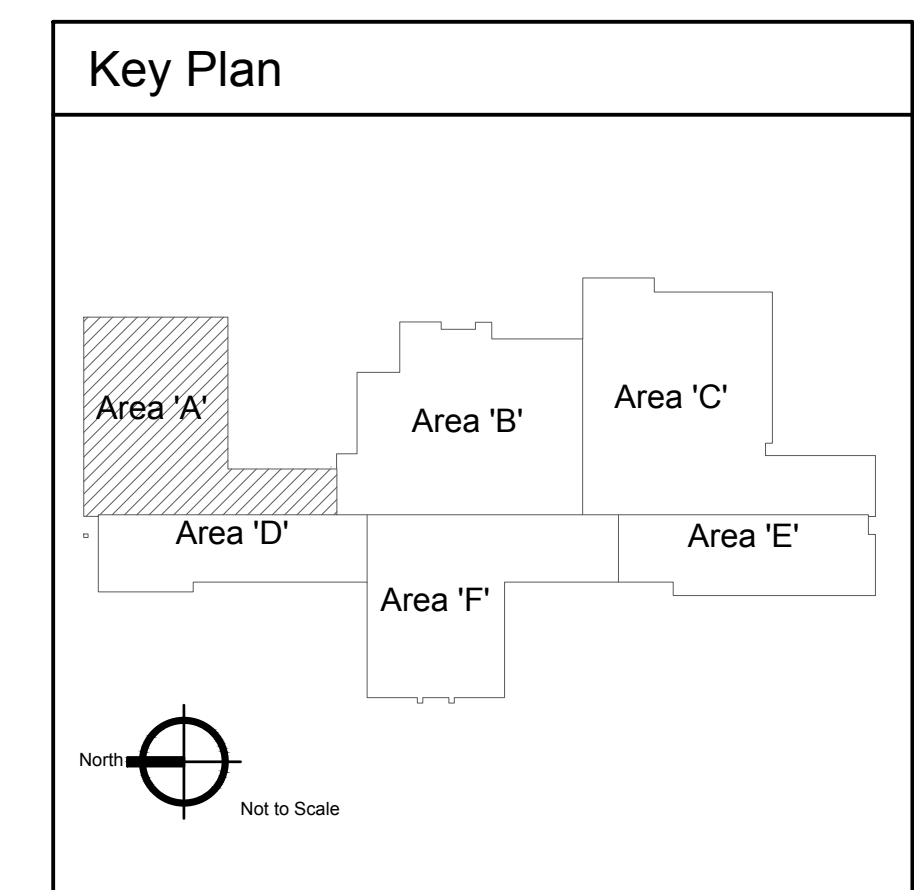 Key Plan
Area 'A'
Area 'B'
Area 'C'
Area 'D'
Area 'E'
Area 'F'
North
Not to Scale